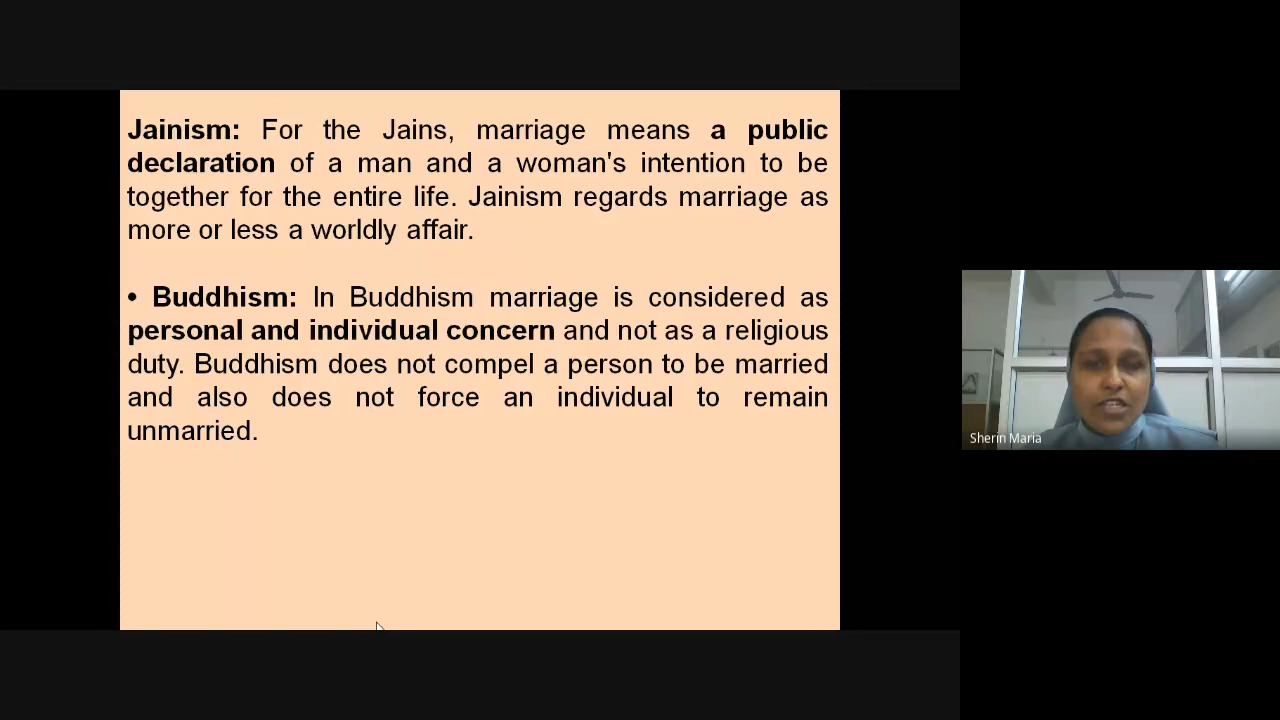 Jainism: For the Jains, marriage means a public
declaration of a man and a woman's intention to be
together for the entire life. Jainism regards marriage as
more or less a worldly affair.
• Buddhism: In Buddhism marriage is considered as
personal and individual concern and not as a religious
duty. Buddhism does not compel a person to be married
and also does not force an individual to remain
unmarried.
Sherin Maria